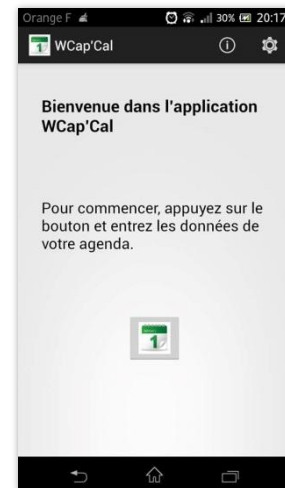 Orange F 30% 20:17
WCap'Cal
Bienvenue dans l'application
WCap'Cal
Pour commencer, appuyez sur le
bouton et entrez les données de
votre agenda.
1